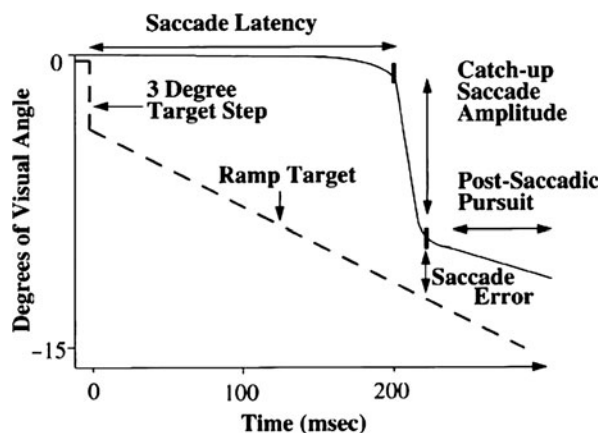 Saccade Latency
0
3 Degree
Target Step
Catch-up
Saccade
Amplitude
Ramp Target
Post-Saccadic
Pursuit
Saccade
Error
Degrees of Visual Angle
-15
0
100
200
Time (msec)